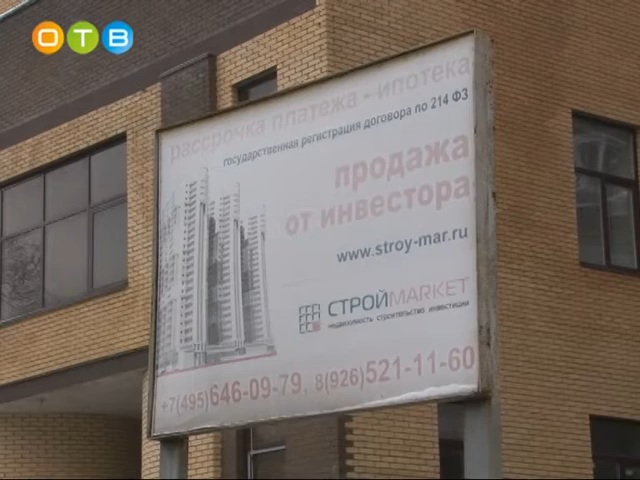 ОТВ
рассрочка платежа - ипотека
государственная регистрация договора по 214 ФЗ
продажа
от инвестора
www.stroy-mar.ru
СТРОЙMARKET
недвижимость строительство инвестиции
+7(495)646-09-79, 8(926)521-11-60